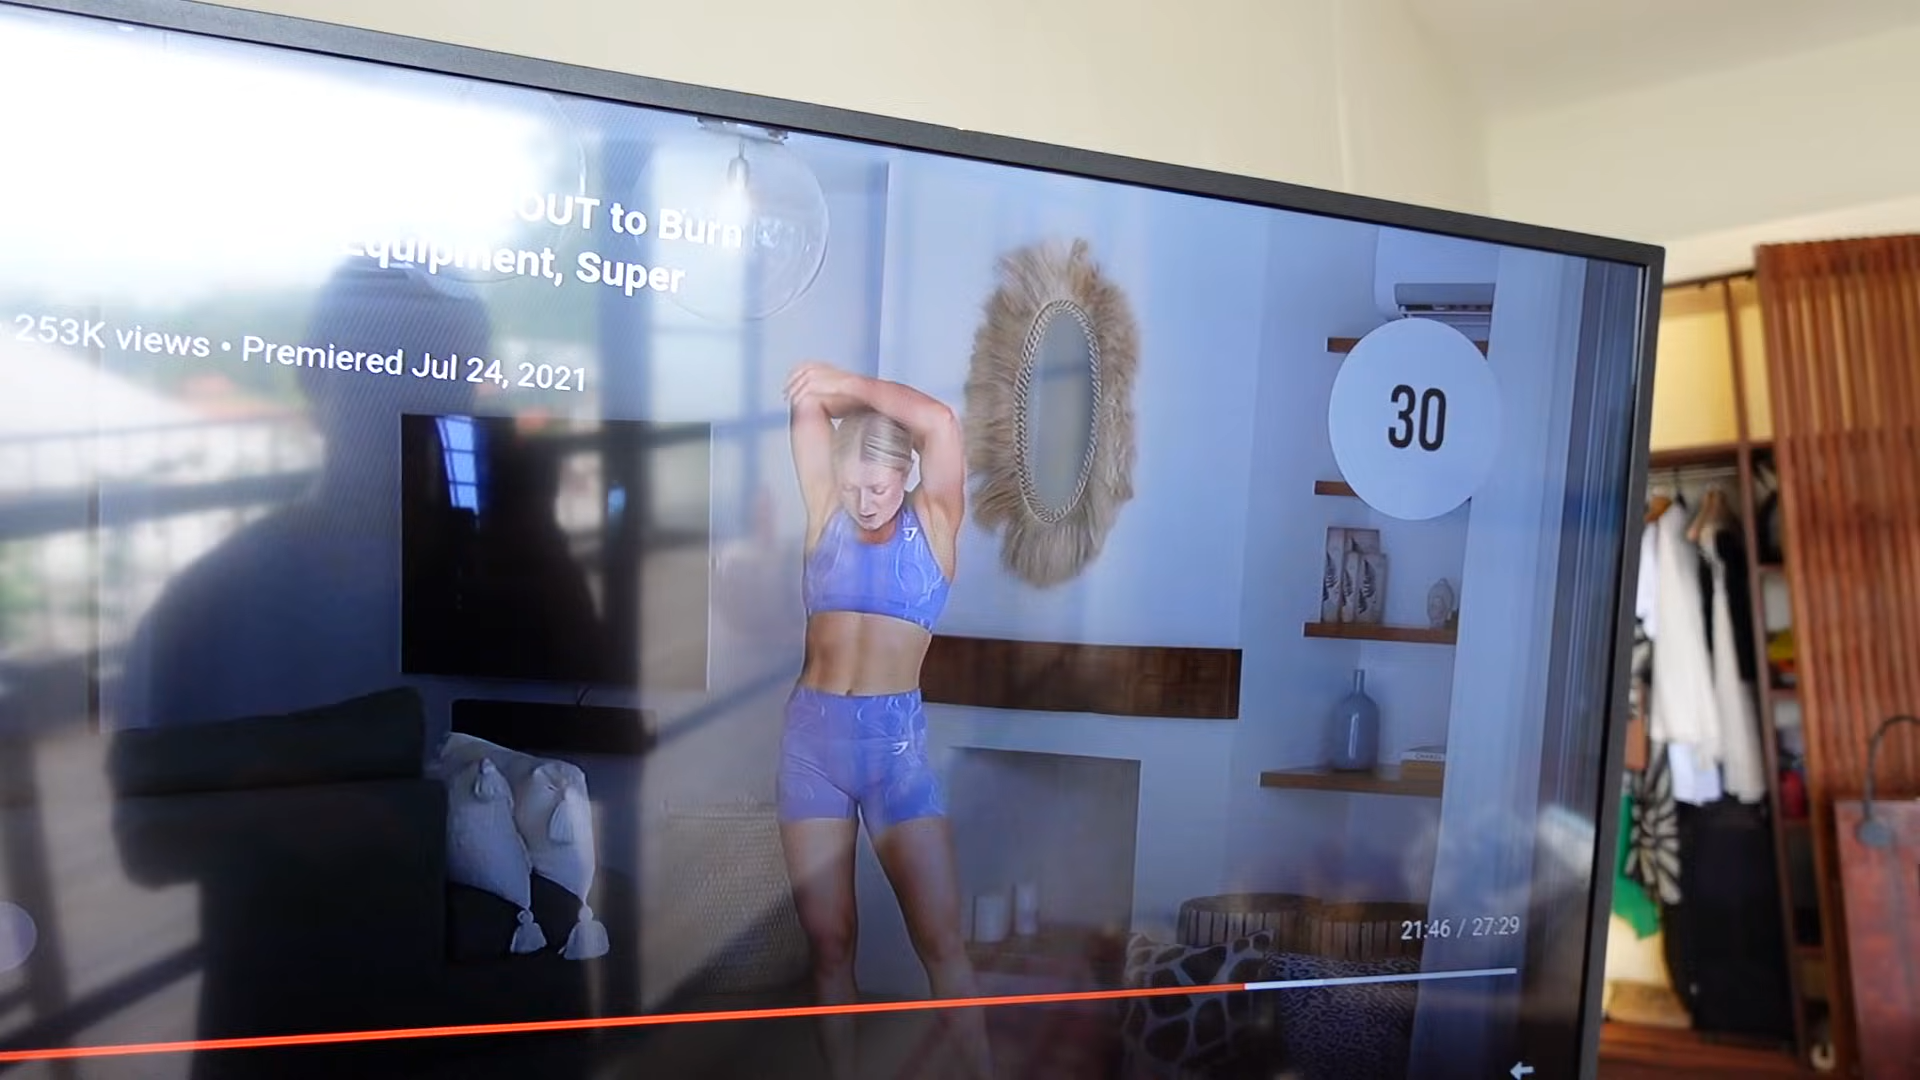 OUT to Burn
Equipment, Super
253K views • Premiered Jul 24, 2021
30
21:46 / 27:29